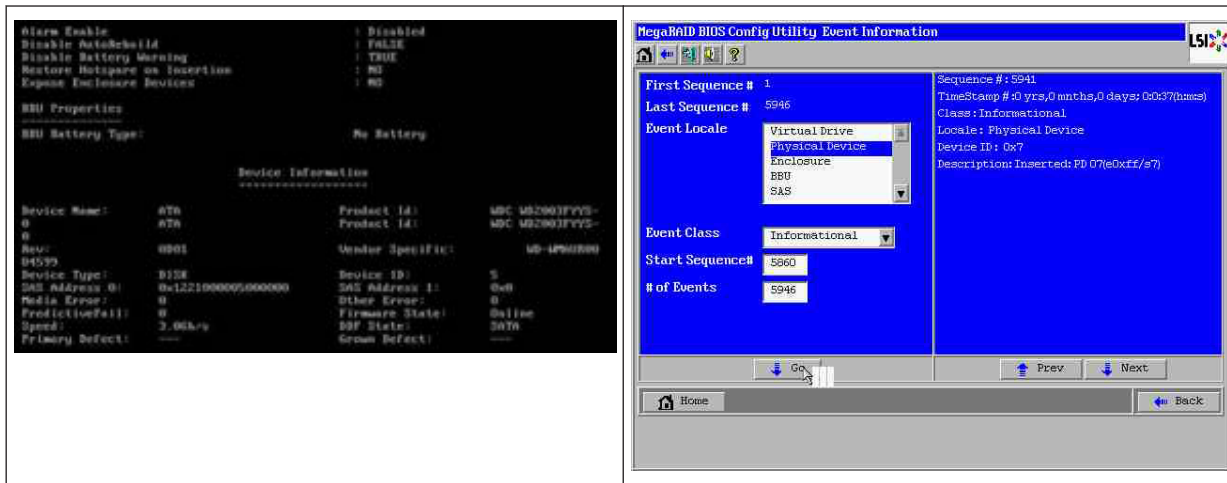 Alarm Enable : Disabled
Disable AutoRebuild : FALSE
Disable Battery Warning : TRUE
Restore Hotspare on Insertion : NO
Expose Enclosure Devices : NO
BBU Properties
BBU Battery Type: No Battery
Device Information
Device Name: ATA Product Id: WDC WD2003FYYS-
0 ATA Product Id: WDC WD2003FYYS-
0
Rev: 0D01 Vendor Specific:
04599
Device Type: DISK Device ID: 5
SAS Address 0: 0x1221000005000000 SAS Address 1: 0x0
Media Error: 0 Other Error: 0
PredictiveFail: 0 Firmware State: Online
Speed: 3.0Gb/s DDF State: SATA
Primary Defect: --- Grown Defect: ---
MegaRAID BIOS Config Utility Event Information
LSI
First Sequence # 1
Last Sequence # 5946
Event Locale
Virtual Drive
Physical Device
Enclosure
BBU
SAS
Event Class Informational
Start Sequence# 5860
# of Events 5946
Go
Sequence #:5941
TimeStamp #:0 yrs,0 mnths,0 days; 0:0:37(h:m:s)
Class:Informational
Locale: Physical Device
Device ID: 0x7
Description:Inserted: PD 07(e0xff/s7)
Prev Next
Home Back